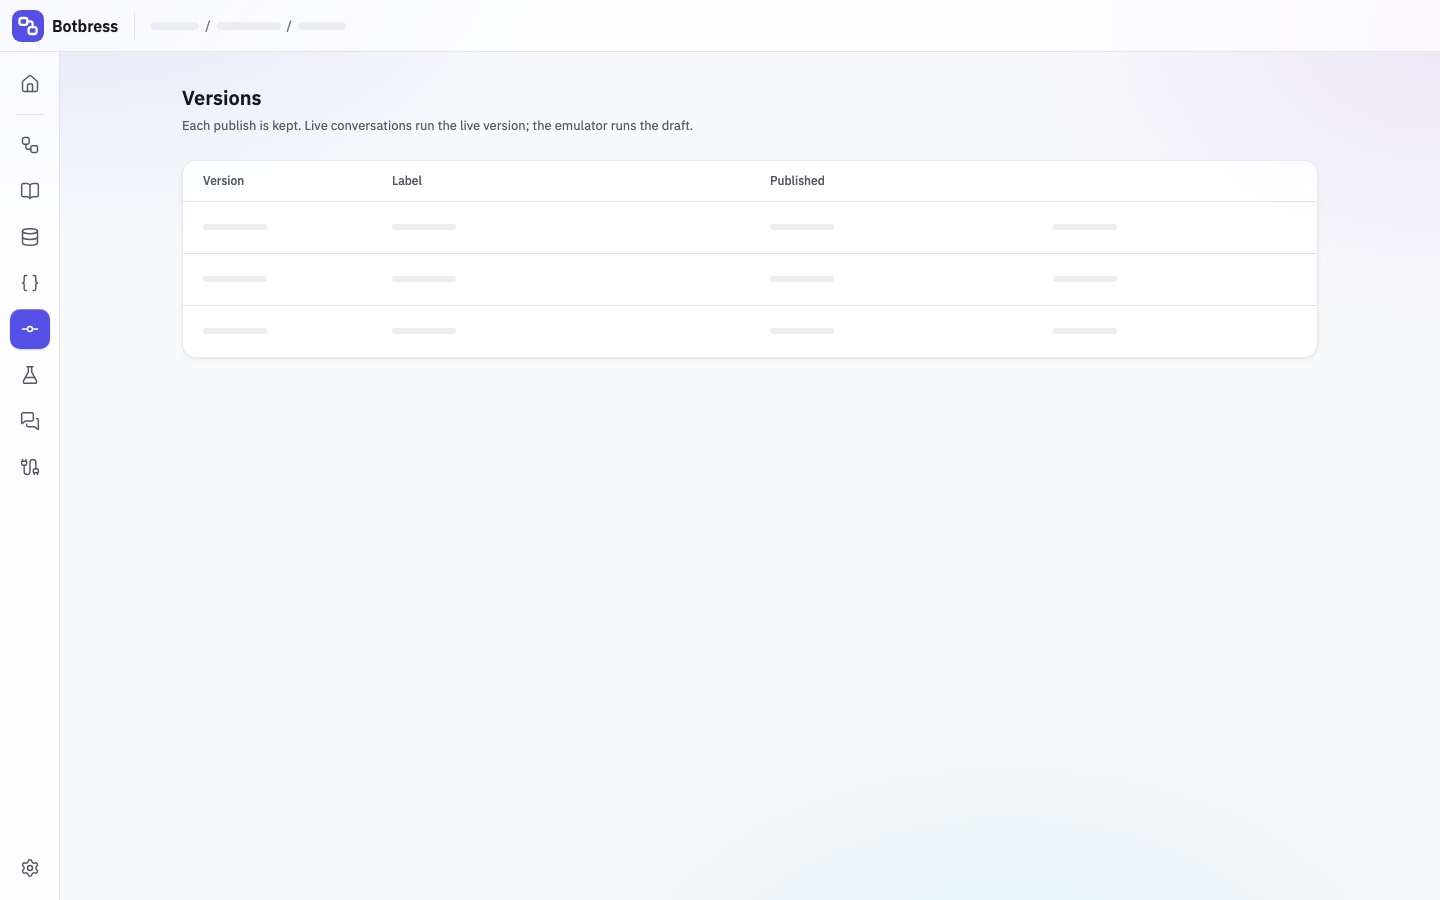 Botbress / /
Versions
Each publish is kept. Live conversations run the live version; the emulator runs the draft.
Version Label Published